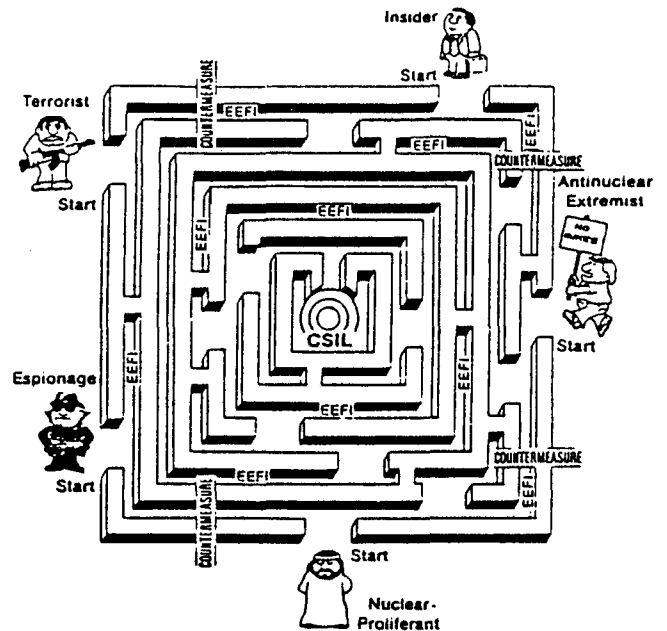 Insider
Start
Terrorist
Start
COUNTERMEASURE
EEFI
EEFI
EEFI
COUNTERMEASURE
Antinuclear
Extremist
NO
Start
EEFI
EEFI
CSIL
EEFI
EEFI
EEFI
Espionage
Start
EEFI
COUNTERMEASURE
COUNTERMEASURE
EEFI
Start
Nuclear-
Proliferant